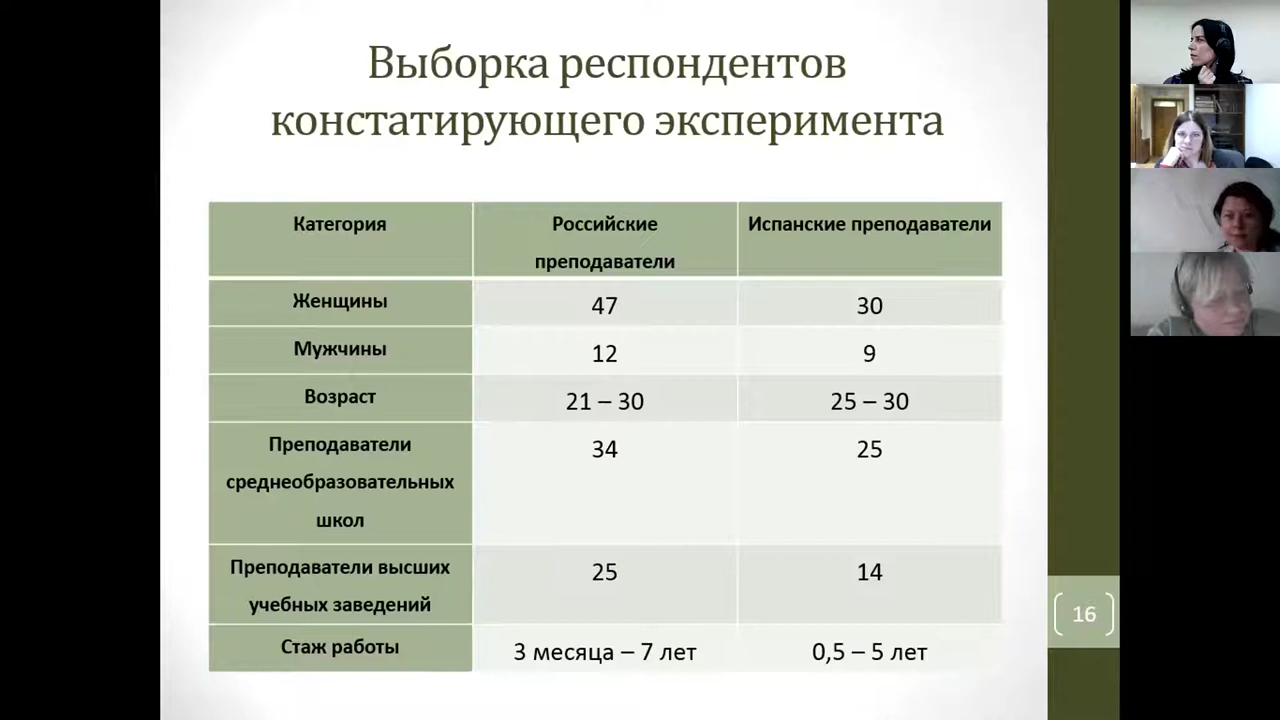 Выборка респондентов
констатирующего эксперимента
Категория
Российские
преподаватели
Испанские преподаватели
Женщины
47
30
Мужчины
12
9
Возраст
21 – 30
25 – 30
Преподаватели
среднеобразовательных
школ
34
25
Преподаватели высших
учебных заведений
25
14
Стаж работы
3 месяца – 7 лет
0,5 – 5 лет
16